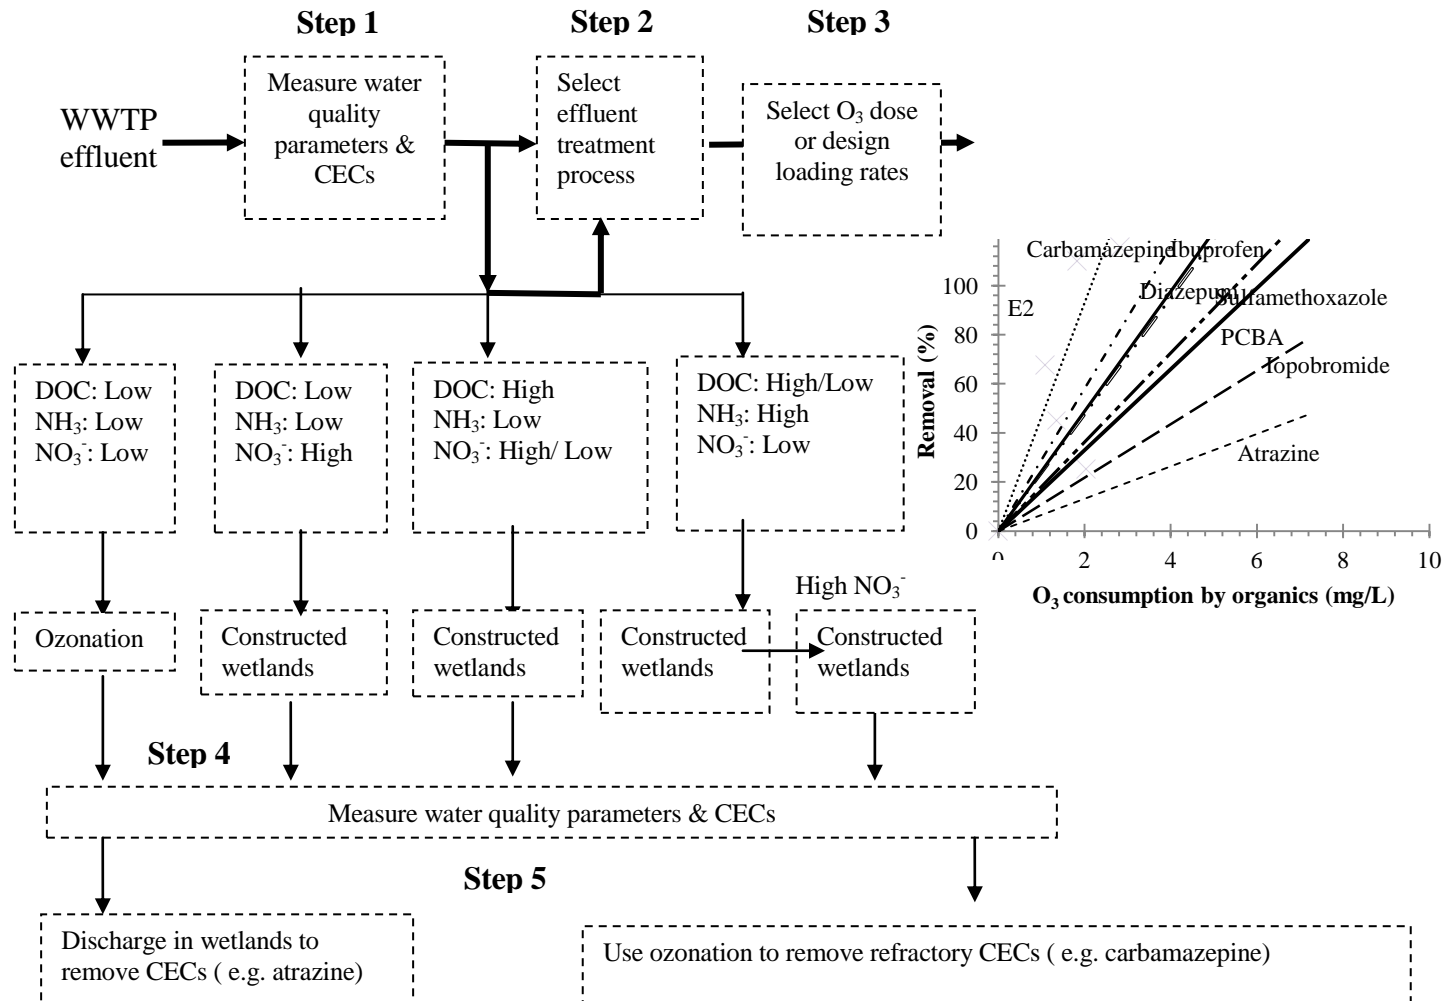 Step 1
Step 2
Step 3
WWTP
effluent
Measure water
quality
parameters &
CECs
Select
effluent
treatment
process
Select O₃ dose
or design
loading rates
DOC: Low
NH₃: Low
NO₃⁻: Low
DOC: Low
NH₃: Low
NO₃⁻: High
DOC: High
NH₃: Low
NO₃⁻: High/ Low
DOC: High/Low
NH₃: High
NO₃⁻: Low
Removal (%)
100
80
60
40
20
0
0
2
4
6
8
10
O₃ consumption by organics (mg/L)
Carbamazepine
Ibuprofen
E2
Diazepum
Sulfamethoxazole
PCBA
Iopobromide
Atrazine
High NO₃⁻
Ozonation
Constructed
wetlands
Constructed
wetlands
Constructed
wetlands
Constructed
wetlands
Step 4
Measure water quality parameters & CECs
Step 5
Discharge in wetlands to
remove CECs ( e.g. atrazine)
Use ozonation to remove refractory CECs ( e.g. carbamazepine)